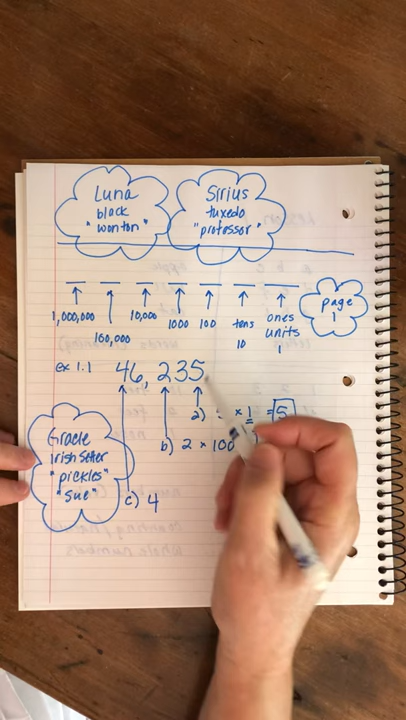 Luna
black
"wonton"
Sirius
tuxedo
"professor"
1,000,000
100,000
10,000
1000
100
tens
10
ones
units
1
page
1
ex 1.1
46,235
a) × 1 = 5
b) 2 × 100
c) 4
Gracie
Irish Setter
"pickles"
"Sue"